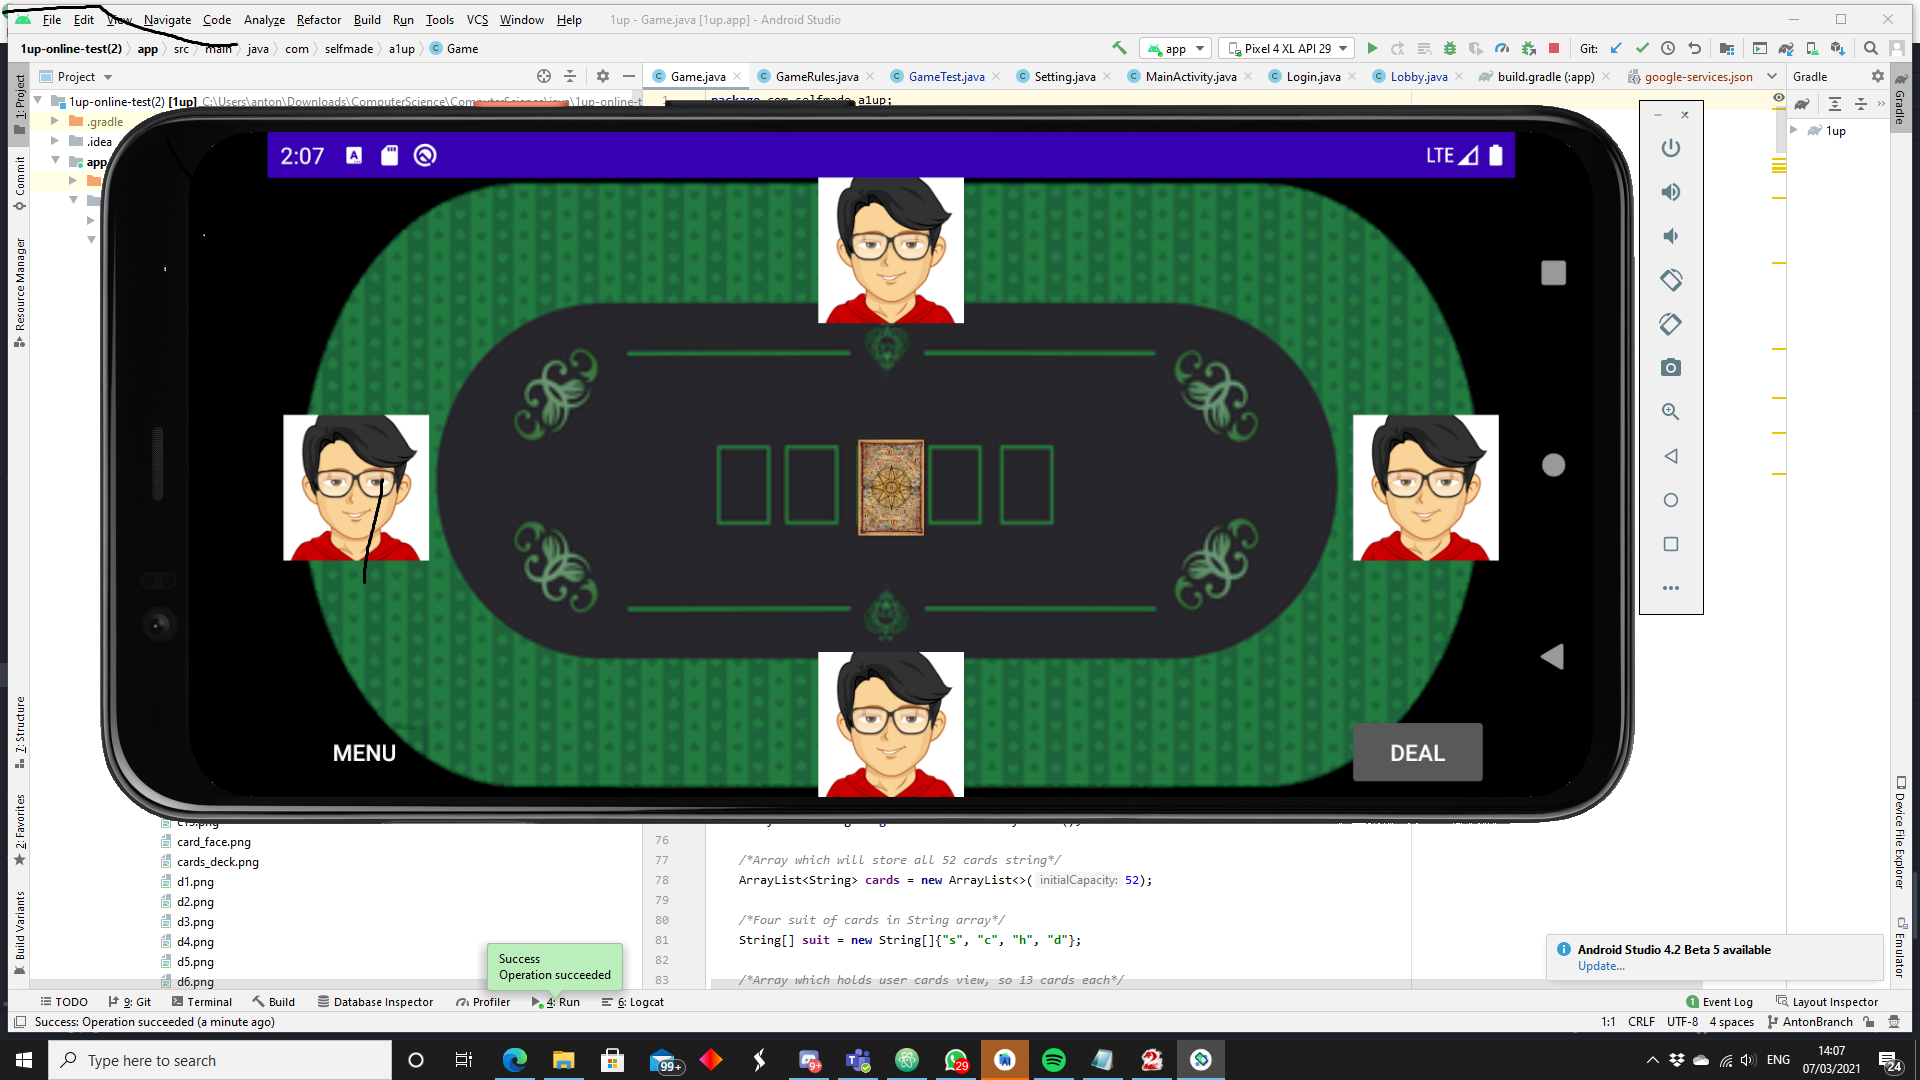 File Edit View Navigate Code Analyze Refactor Build Run Tools VCS Window Help 1up - Game.java [1up.app] - Android Studio
1up-online-test(2) app src main java com selfmade a1up Game app Pixel 4 XL API 29 Git:
Project Game.java GameRules.java GameTest.java Setting.java MainActivity.java Login.java Lobby.java build.gradle (app) google-services.json Gradle
1up-online-test(2) [1up] C:\Users\anton\Downloads\ComputerScience\ 1 package com.selfmade.a1up;
.gradle
1up
.idea
app
2:07 LTE
MENU
DEAL
1: Project
Commit
Resource Manager
7: Structure
2: Favorites
Build Variants
Gradle
Device File Explorer
Emulator
card_face.png
cards_deck.png
d1.png
d2.png
d3.png
d4.png
d5.png
d6.png
76
77 /*Array which will store all 52 cards string*/
78 ArrayList<String> cards = new ArrayList<>( initialCapacity: 52);
79
80 /*Four suit of cards in String array*/
81 String[] suit = new String[]{"s", "c", "h", "d"};
82
83 /*Array which holds user cards view, so 13 cards each*/
Success
Operation succeeded
Android Studio 4.2 Beta 5 available
Update...
TODO 9: Git Terminal Build Database Inspector Profiler 4: Run 6: Logcat 1 Event Log Layout Inspector
Success: Operation succeeded (a minute ago) 1:1 CRLF UTF-8 4 spaces AntonBranch
Type here to search 99+ 9+ 29 ENG 14:07
07/03/2021 24